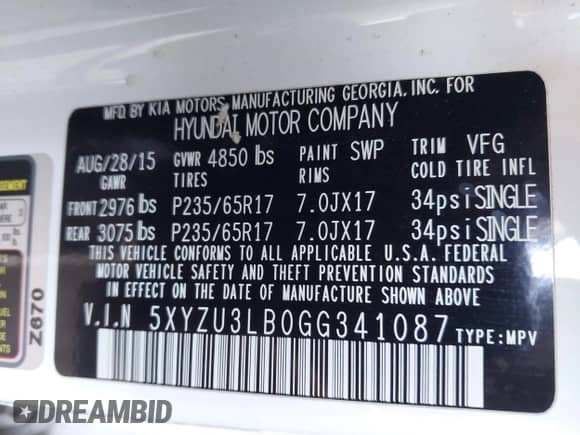 MFD. BY KIA MOTORS MANUFACTURING GEORGIA, INC. FOR
HYUNDAI MOTOR COMPANY
AUG/28/15 GVWR 4850 lbs PAINT SWP TRIM VFG
GAWR TIRES RIMS COLD TIRE INFL
FRONT 2976 lbs P235/65R17 7.0JX17 34psi SINGLE
REAR 3075 lbs P235/65R17 7.0JX17 34psi SINGLE
THIS VEHICLE CONFORMS TO ALL APPLICABLE U.S.A. FEDERAL
MOTOR VEHICLE SAFETY AND THEFT PREVENTION STANDARDS
IN EFFECT ON THE DATE OF MANUFACTURE SHOWN ABOVE
V.I.N 5XYZU3LB0GG341087 TYPE:MPV
Z670
DREAMBID